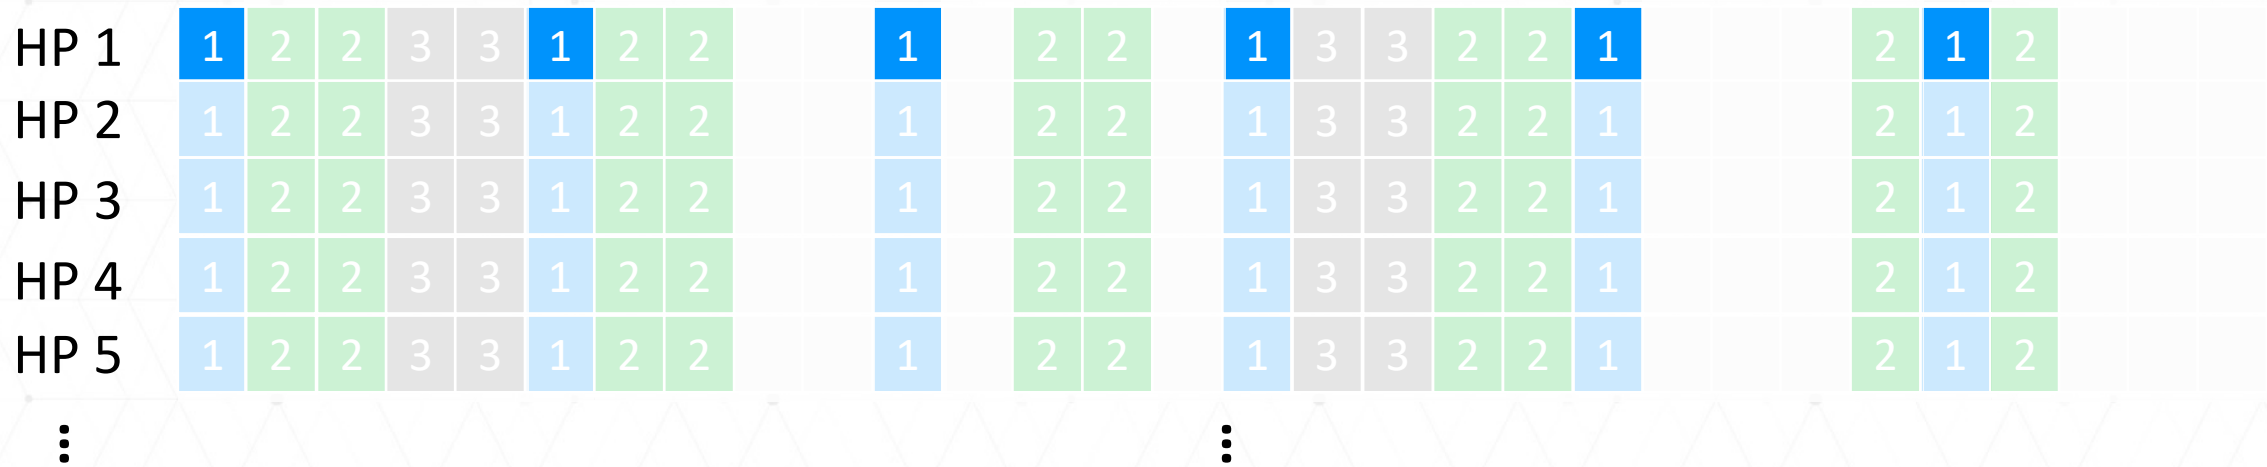 HP 1 1 2 2 3 3 1 2 2 1 2 2 1 3 3 2 2 1 2 1 2
HP 2 1 2 2 3 3 1 2 2 1 2 2 1 3 3 2 2 1 2 1 2
HP 3 1 2 2 3 3 1 2 2 1 2 2 1 3 3 2 2 1 2 1 2
HP 4 1 2 2 3 3 1 2 2 1 2 2 1 3 3 2 2 1 2 1 2
HP 5 1 2 2 3 3 1 2 2 1 2 2 1 3 3 2 2 1 2 1 2
⋮ ⋮